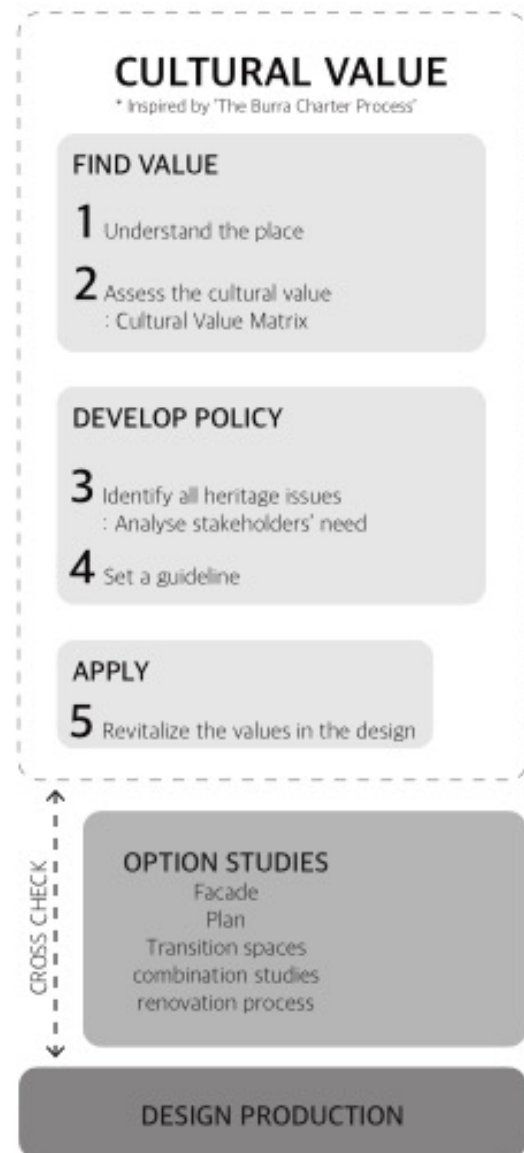 CULTURAL VALUE
* Inspired by 'The Burra Charter Process'
FIND VALUE
1 Understand the place
2 Assess the cultural value
: Cultural Value Matrix
DEVELOP POLICY
3 Identify all heritage issues
: Analyse stakeholders' need
4 Set a guideline
APPLY
5 Revitalize the values in the design
CROSS CHECK
OPTION STUDIES
Facade
Plan
Transition spaces
combination studies
renovation process
DESIGN PRODUCTION